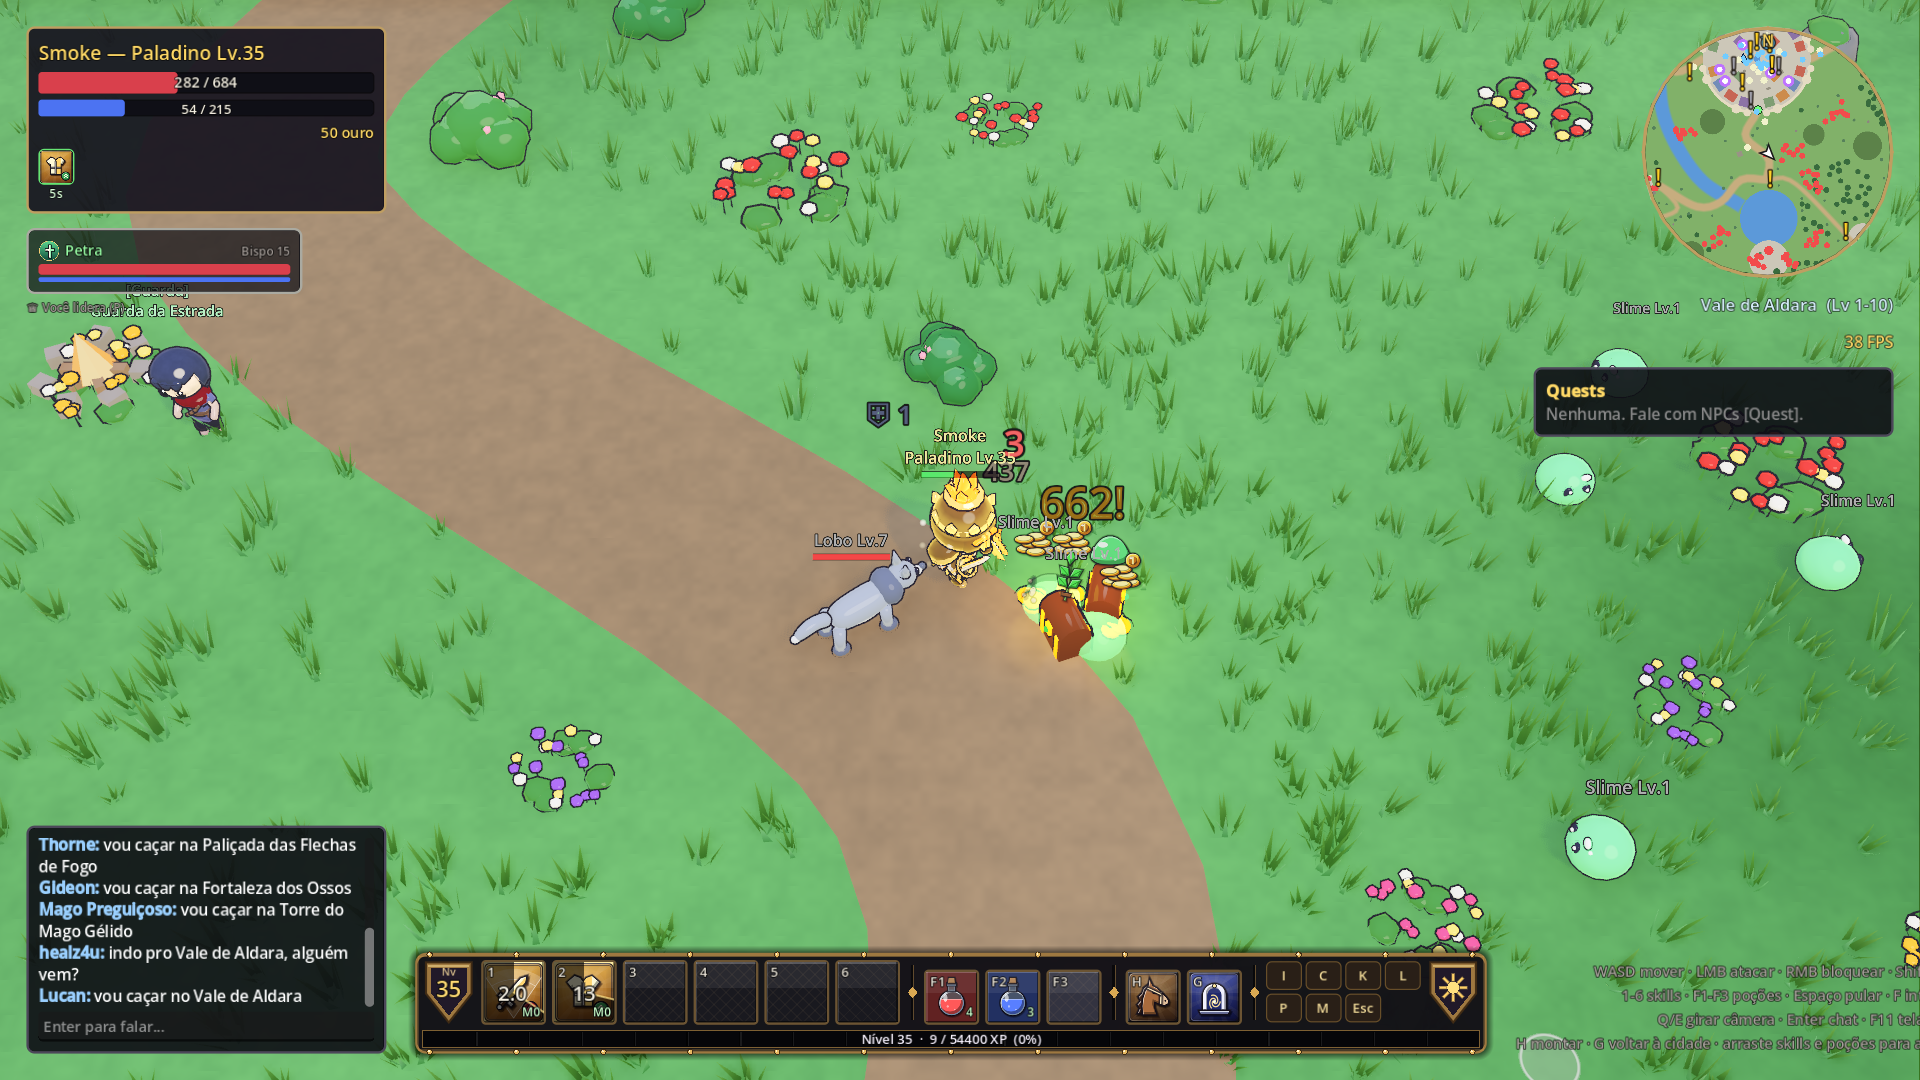 Smoke — Paladino Lv.35
282 / 684
54 / 215
50 ouro
5s
Petra
Bispo 15
[Guarda]
Você lidera
Guarda da Estrada
N
Slime Lv.1
Vale de Aldara (Lv 1-10)
38 FPS
Quests
Nenhuma. Fale com NPCs [Quest].
1
Smoke
3
Paladino Lv.35
437
662!
Slime Lv.1
Lobo Lv.7
Slime Lv.1
Slime Lv.1
Thorne: vou caçar na Paliçada das Flechas
de Fogo
Gideon: vou caçar na Fortaleza dos Ossos
Mago Preguiçoso: vou caçar na Torre do
Mago Gélido
healz4u: indo pro Vale de Aldara, alguém
vem?
Lucan: vou caçar no Vale de Aldara
Enter para falar...
Nv
35
1
2.0
M0
2
13
M0
3
4
5
6
F1
4
F2
3
F3
H
G
I
C
K
L
P
M
Esc
Nível 35 · 9 / 54400 XP (0%)
WASD mover · LMB atacar · RMB bloquear · Shi
1-6 skills · F1-F3 poções · Espaço pular · F in
Q/E girar câmera · Enter chat · F11 tela
H montar · G voltar à cidade · arraste skills e poções para a